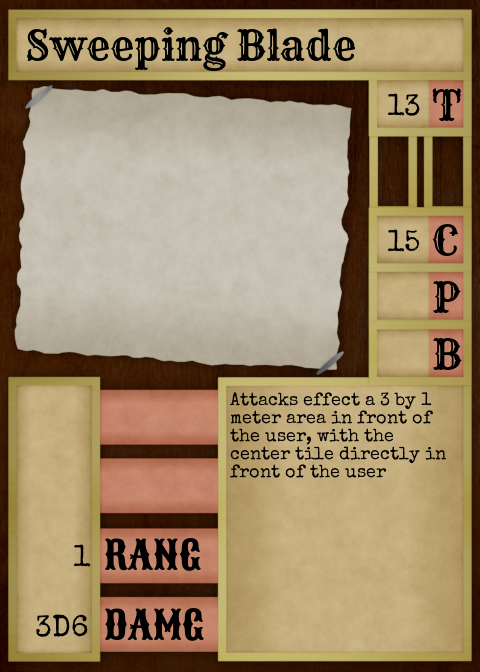 Sweeping Blade
13 T
15 C
P
B
Attacks effect a 3 by 1
meter area in front of
the user, with the
center tile directly in
front of the user
1 RANG
3D6 DAMG